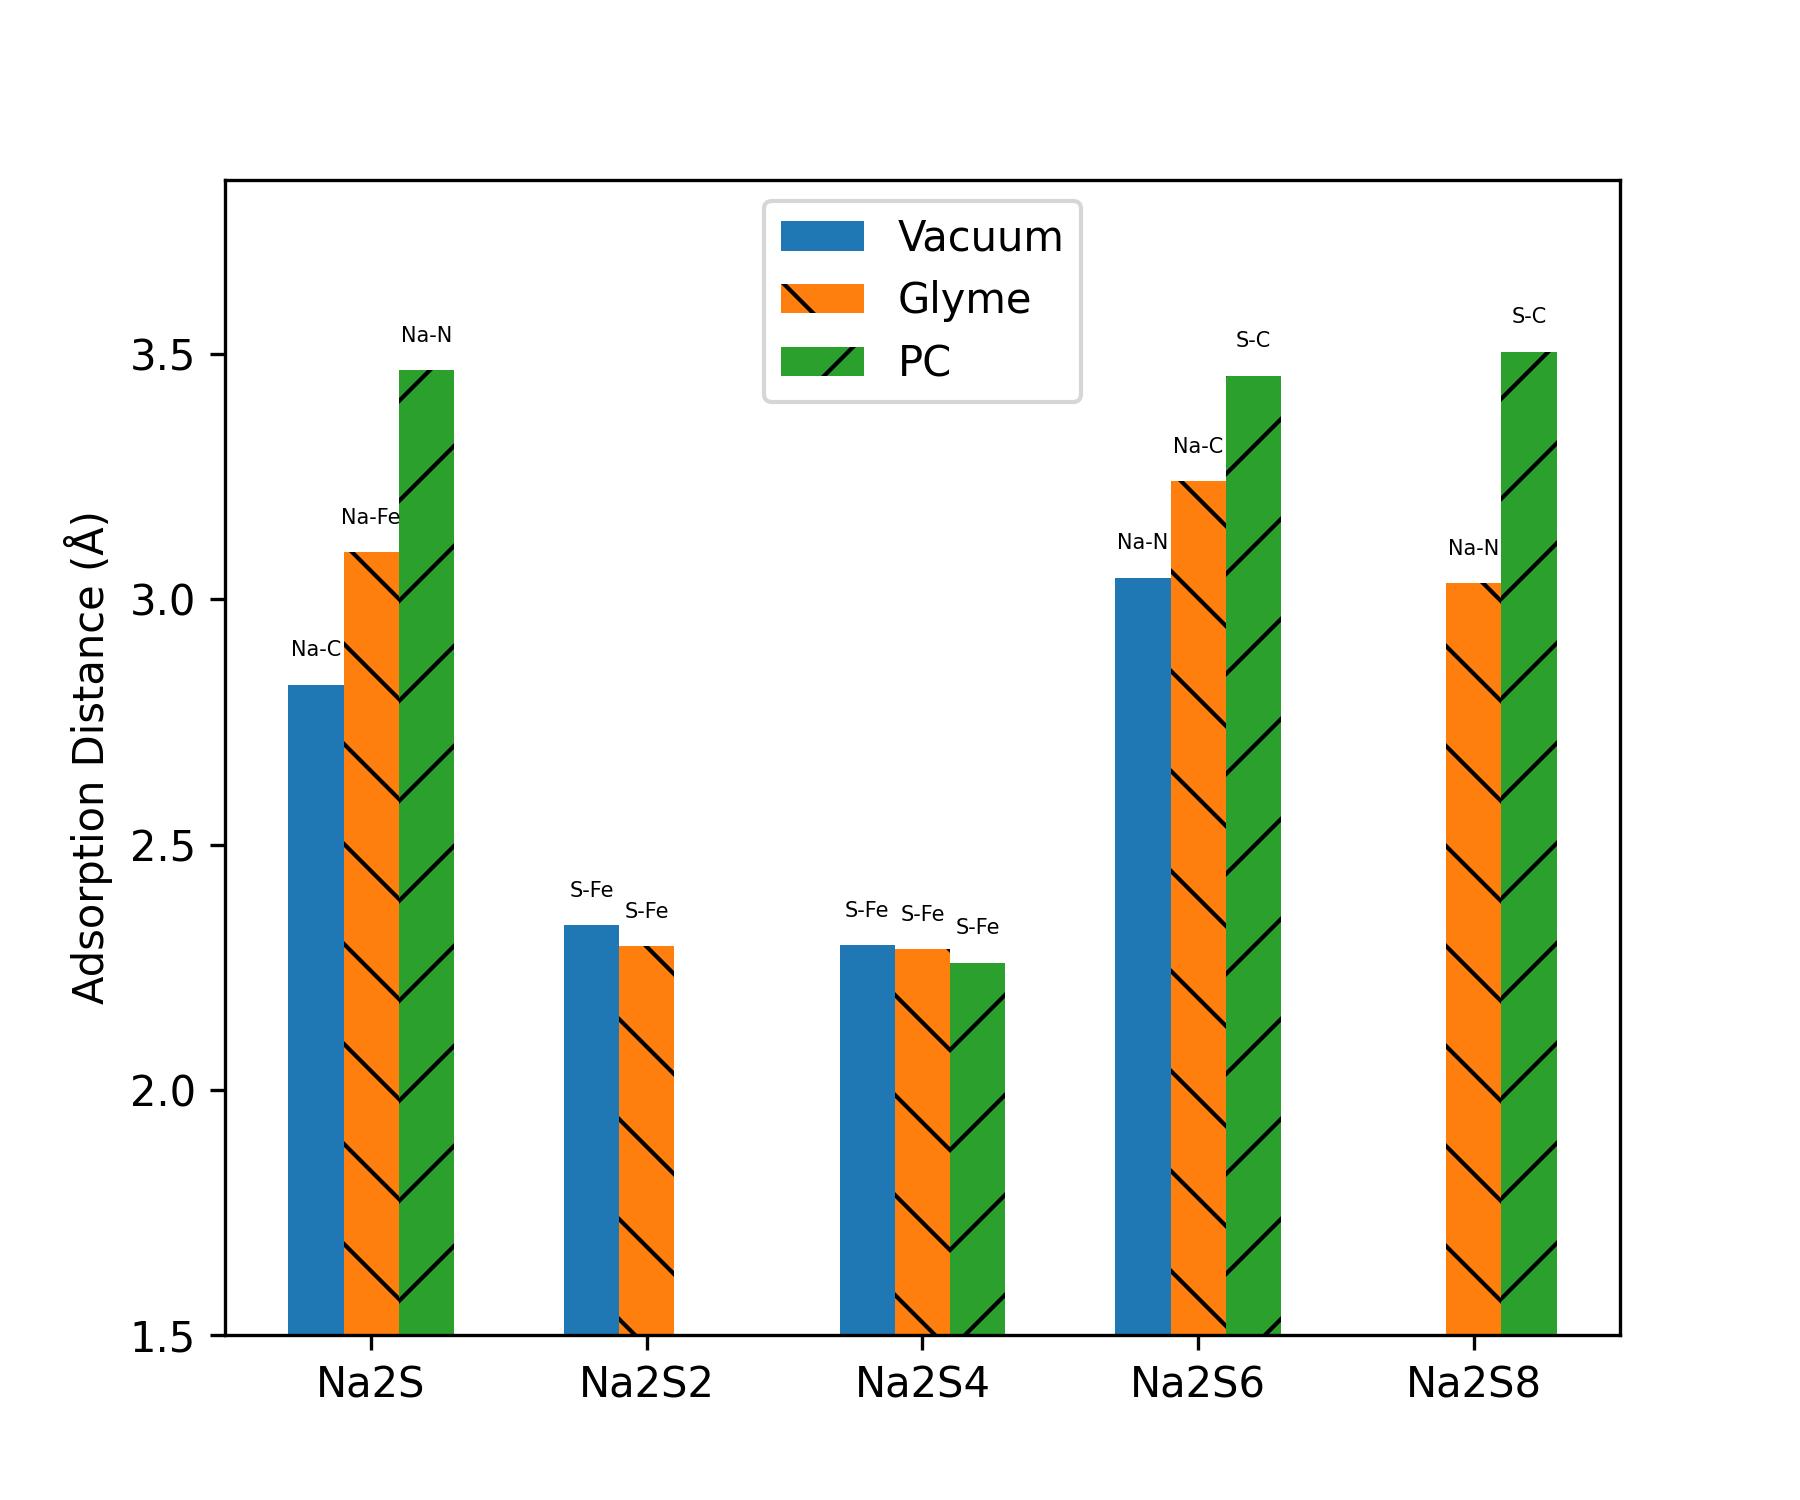 Vacuum
Glyme
PC
Adsorption Distance (Å)
3.5
3.0
2.5
2.0
1.5
Na-C
Na-Fe
Na-N
S-Fe
S-Fe
S-Fe
S-Fe
S-Fe
Na-N
Na-C
S-C
Na-N
S-C
Na2S
Na2S2
Na2S4
Na2S6
Na2S8